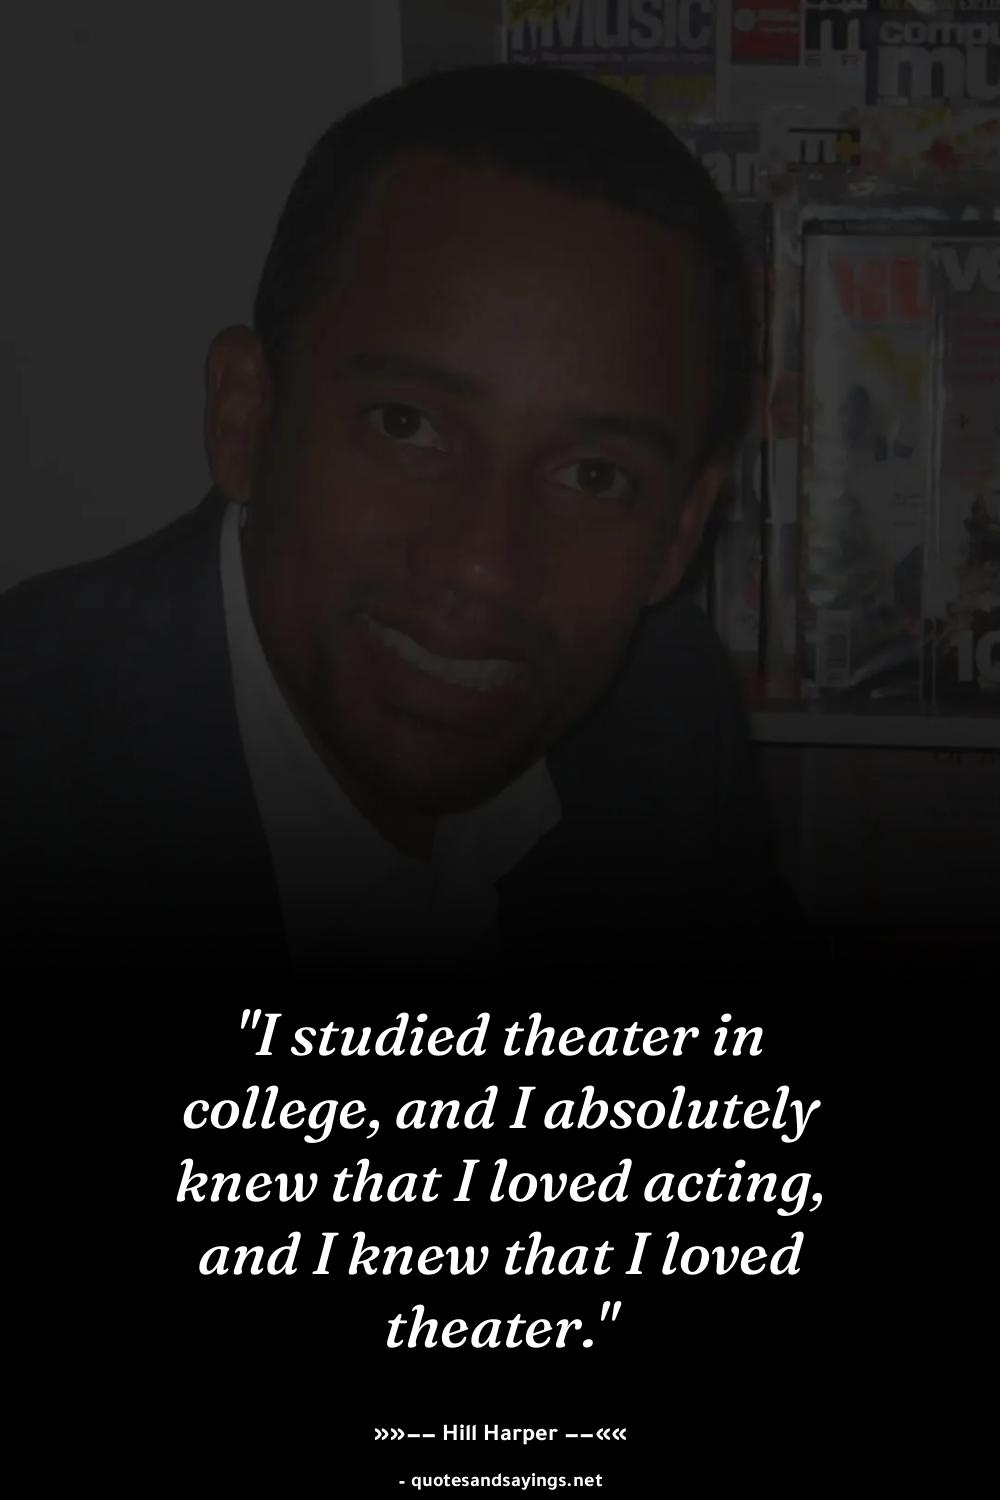 Music
"I studied theater in
college, and I absolutely
knew that I loved acting,
and I knew that I loved
theater."
»»–– Hill Harper ––««
- quotesandsayings.net